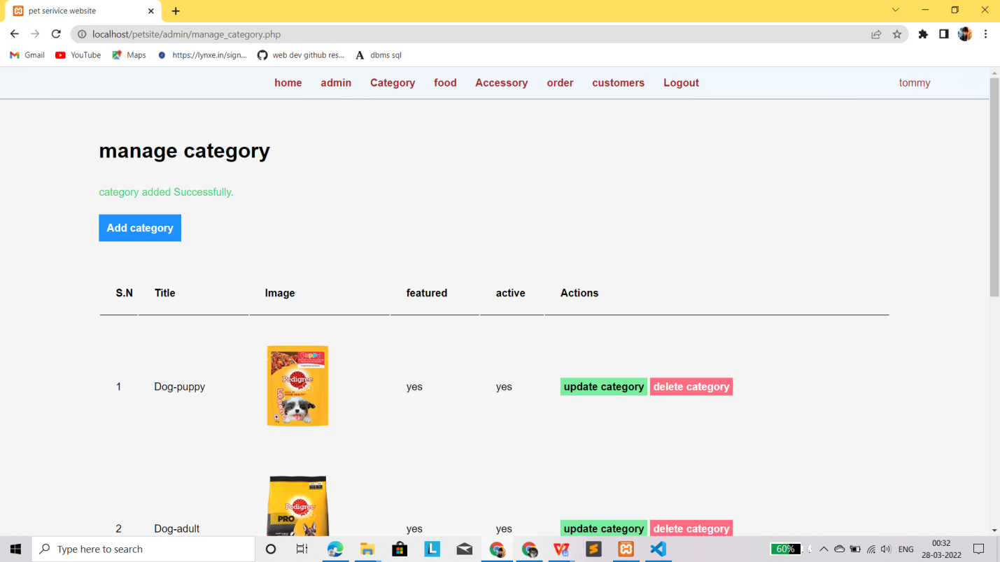 pet serivice website
localhost/petsite/admin/manage_category.php
Gmail YouTube Maps https://lynxe.in/sign... web dev github res... dbms sql
home admin Category food Accessory order customers Logout tommy
manage category
category added Successfully.
Add category
S.N Title Image featured active Actions
Puppy
Pedigree
1 Dog-puppy yes yes update category delete category
Pedigree
PRO
2 Dog-adult yes yes update category delete category
Type here to search
60% ENG 00:32
28-03-2022